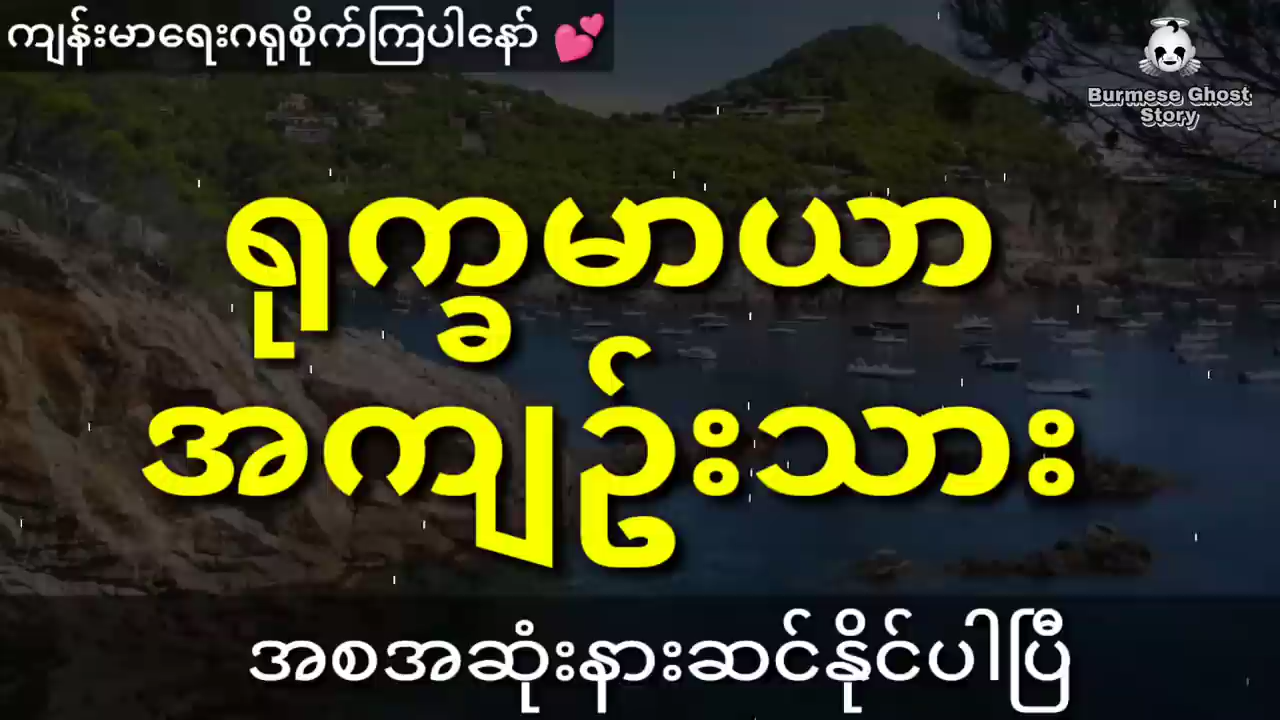 ကျန်းမာရေးဂရုစိုက်ကြပါနော် 💕
Burmese Ghost
Story
ရုက္ခမာယာ
အကျဉ်းသား
အစအဆုံးနားဆင်နိုင်ပါပြီ